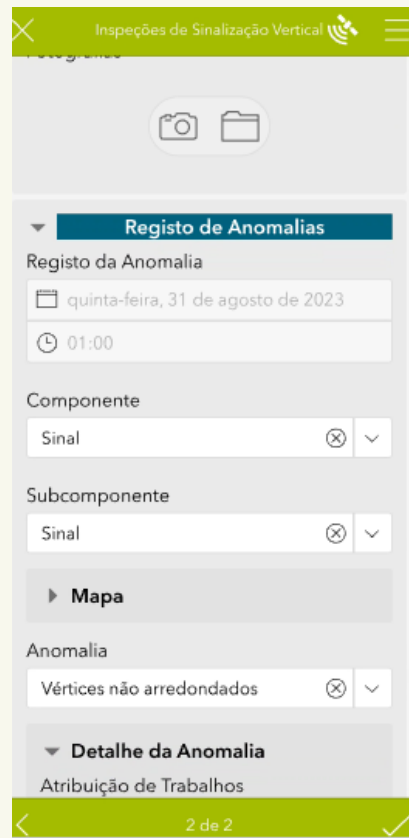 Inspeções de Sinalização Vertical
Registo de Anomalias
Registo da Anomalia
quinta-feira, 31 de agosto de 2023
01:00
Componente
Sinal
Subcomponente
Sinal
Mapa
Anomalia
Vértices não arredondados
Detalhe da Anomalia
Atribuição de Trabalhos
2 de 2